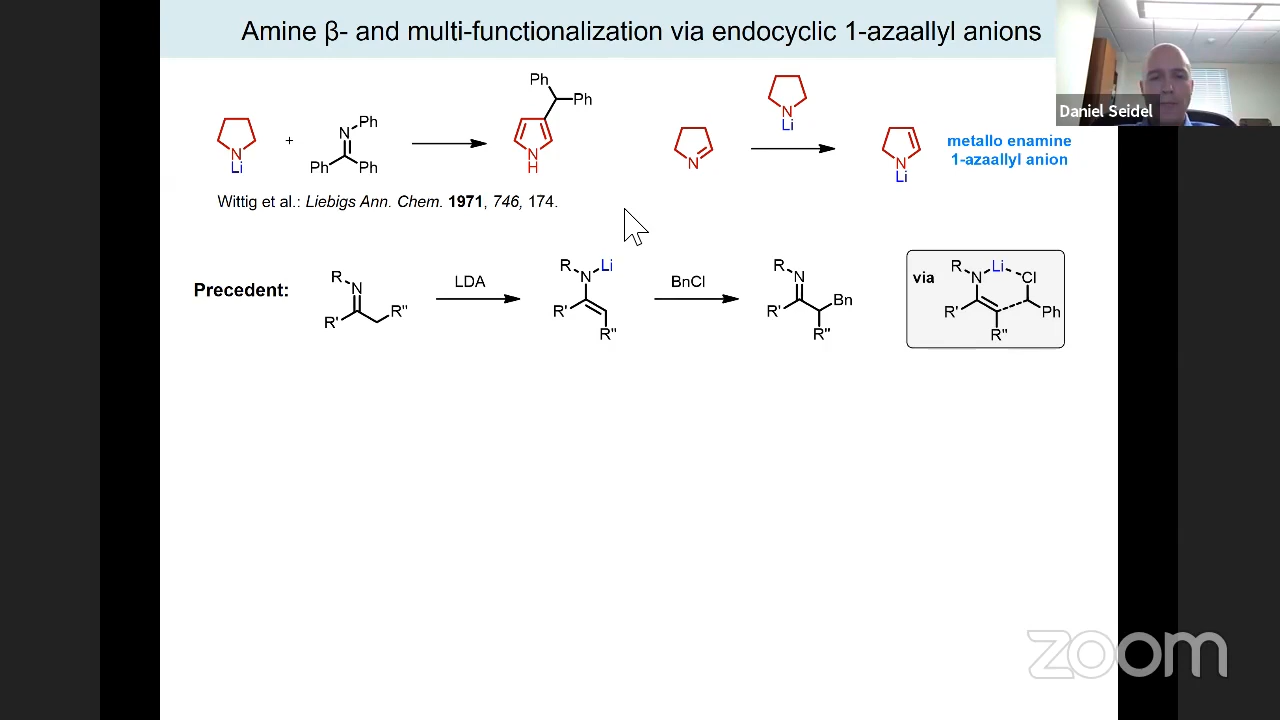 Amine β- and multi-functionalization via endocyclic 1-azaallyl anions
Daniel Seidel
N
Li
+
N
Ph
Ph
Ph
Ph
Ph
N
H
N
N
Li
N
Li
metallo enamine
1-azaallyl anion
Wittig et al.: Liebigs Ann. Chem. 1971, 746, 174.
Precedent:
R
N
R'
R"
LDA
R
N
Li
R'
R"
BnCl
R
N
R'
Bn
R"
via
R
N
Li
Cl
R'
Ph
R"
zoom